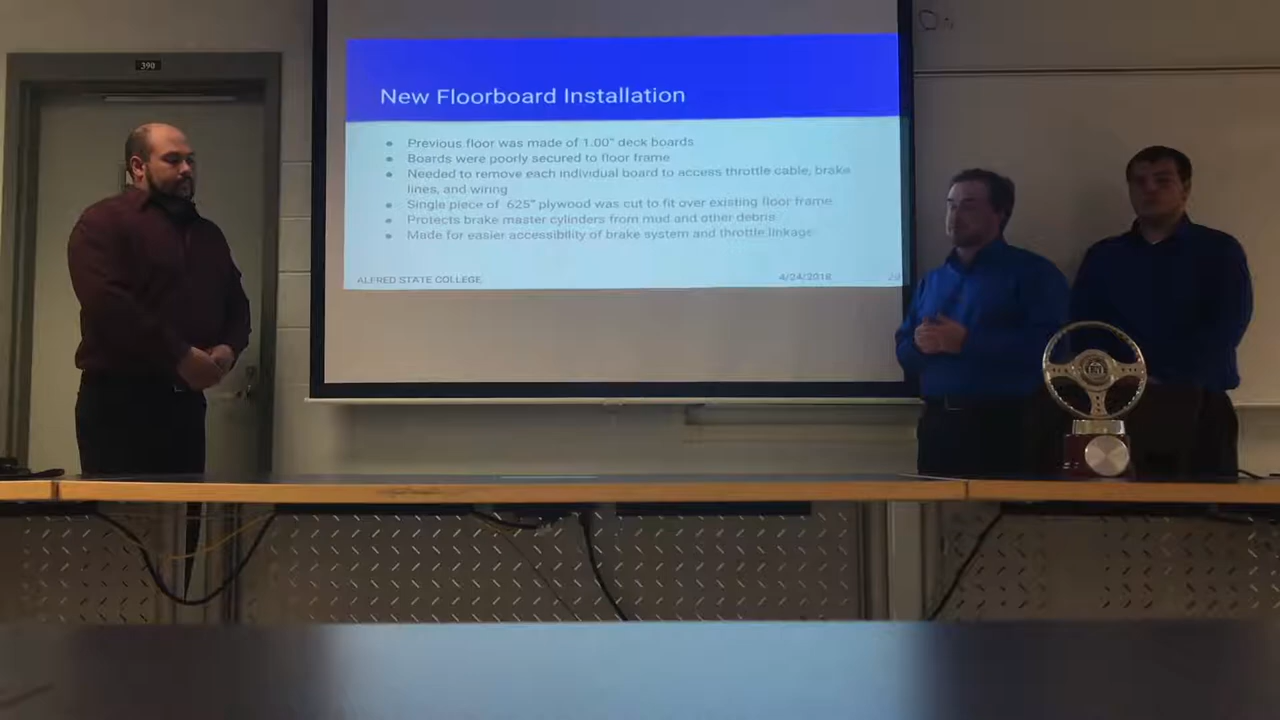 390
New Floorboard Installation
Previous floor was made of 1.00" deck boards
Boards were poorly secured to floor frame
Needed to remove each individual board to access throttle cable, brake
lines, and wiring
Single piece of .625" plywood was cut to fit over existing floor frame
Protects brake master cylinders from mud and other debris
Made for easier accessibility of brake system and throttle linkage
ALFRED STATE COLLEGE
4/24/2018